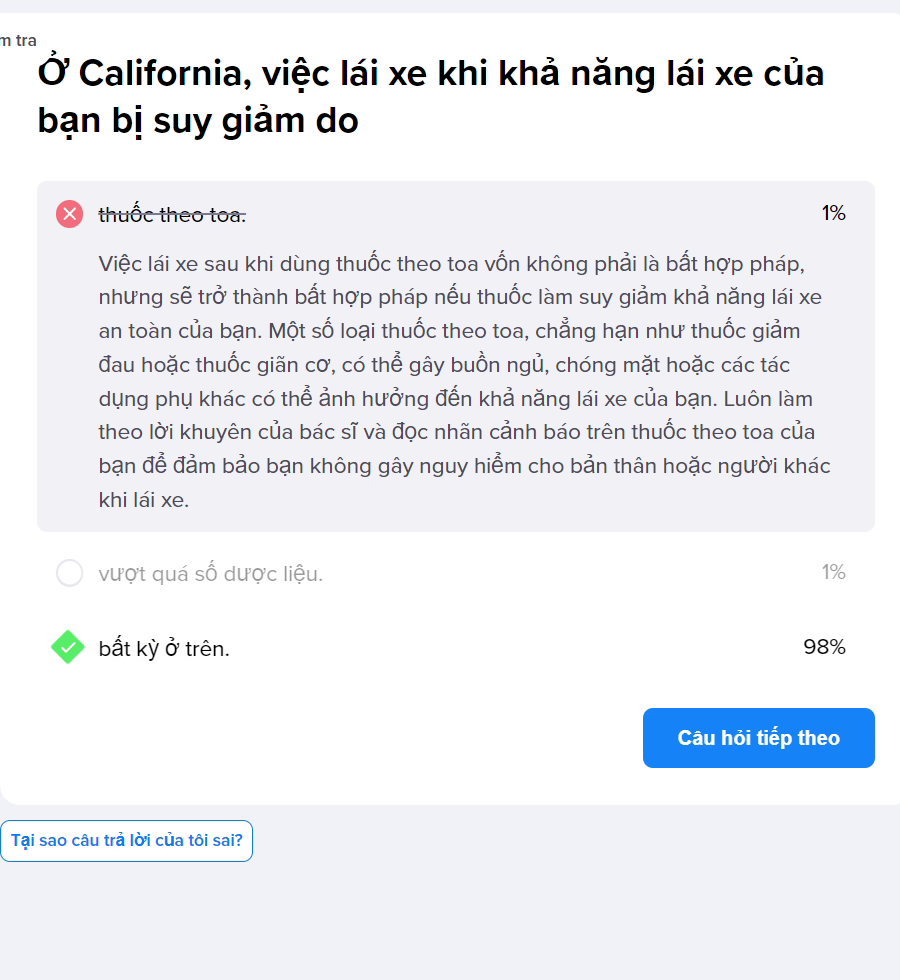 m tra
Ở California, việc lái xe khi khả năng lái xe của
bạn bị suy giảm do
thuốc theo toa.
1%
Việc lái xe sau khi dùng thuốc theo toa vốn không phải là bất hợp pháp,
nhưng sẽ trở thành bất hợp pháp nếu thuốc làm suy giảm khả năng lái xe
an toàn của bạn. Một số loại thuốc theo toa, chẳng hạn như thuốc giảm
đau hoặc thuốc giãn cơ, có thể gây buồn ngủ, chóng mặt hoặc các tác
dụng phụ khác có thể ảnh hưởng đến khả năng lái xe của bạn. Luôn làm
theo lời khuyên của bác sĩ và đọc nhãn cảnh báo trên thuốc theo toa của
bạn để đảm bảo bạn không gây nguy hiểm cho bản thân hoặc người khác
khi lái xe.
vượt quá số dược liệu.
1%
bất kỳ ở trên.
98%
Câu hỏi tiếp theo
Tại sao câu trả lời của tôi sai?